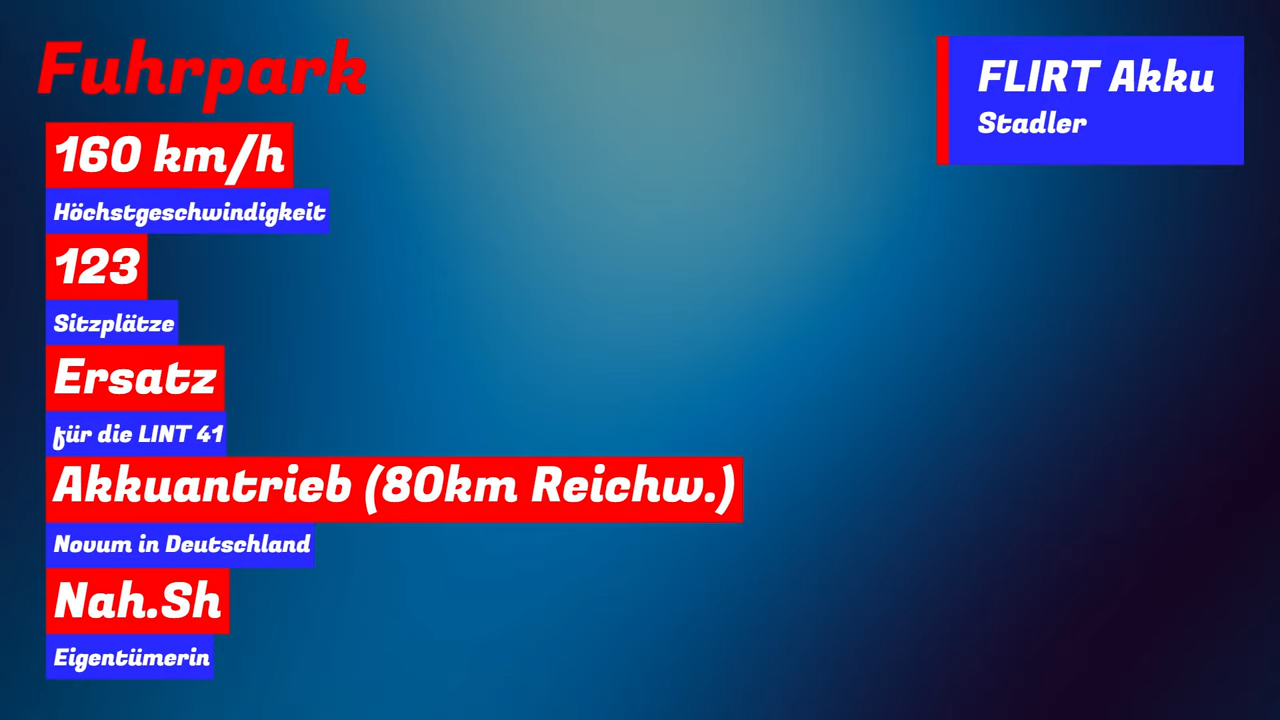 Fuhrpark
160 km/h
Höchstgeschwindigkeit
123
Sitzplätze
Ersatz
für die LINT 41
Akkuantrieb (80km Reichw.)
Novum in Deutschland
Nah.Sh
Eigentümerin
FLIRT Akku
Stadler